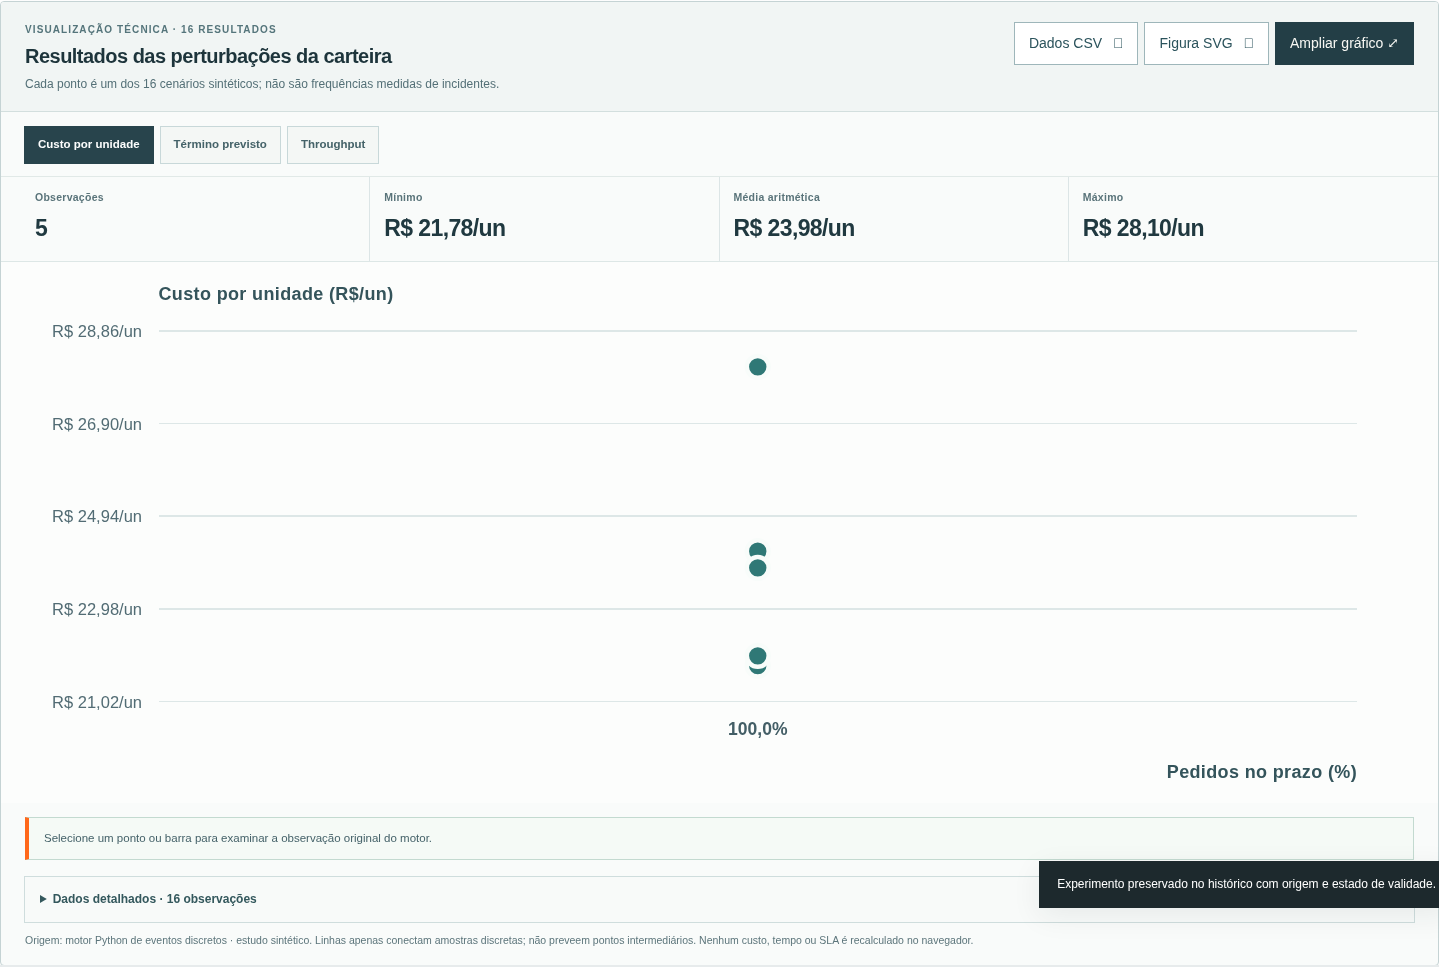 VISUALIZAÇÃO TÉCNICA · 16 RESULTADOS
Resultados das perturbações da carteira
Cada ponto é um dos 16 cenários sintéticos; não são frequências medidas de incidentes.
Dados CSV
Figura SVG
Ampliar gráfico ⤢
Custo por unidade
Término previsto
Throughput
Observações
5
Mínimo
R$ 21,78/un
Média aritmética
R$ 23,98/un
Máximo
R$ 28,10/un
Custo por unidade (R$/un)
R$ 28,86/un
R$ 26,90/un
R$ 24,94/un
R$ 22,98/un
R$ 21,02/un
100,0%
Pedidos no prazo (%)
Selecione um ponto ou barra para examinar a observação original do motor.
Dados detalhados · 16 observações
Experimento preservado no histórico com origem e estado de validade.
Origem: motor Python de eventos discretos · estudo sintético. Linhas apenas conectam amostras discretas; não preveem pontos intermediários. Nenhum custo, tempo ou SLA é recalculado no navegador.